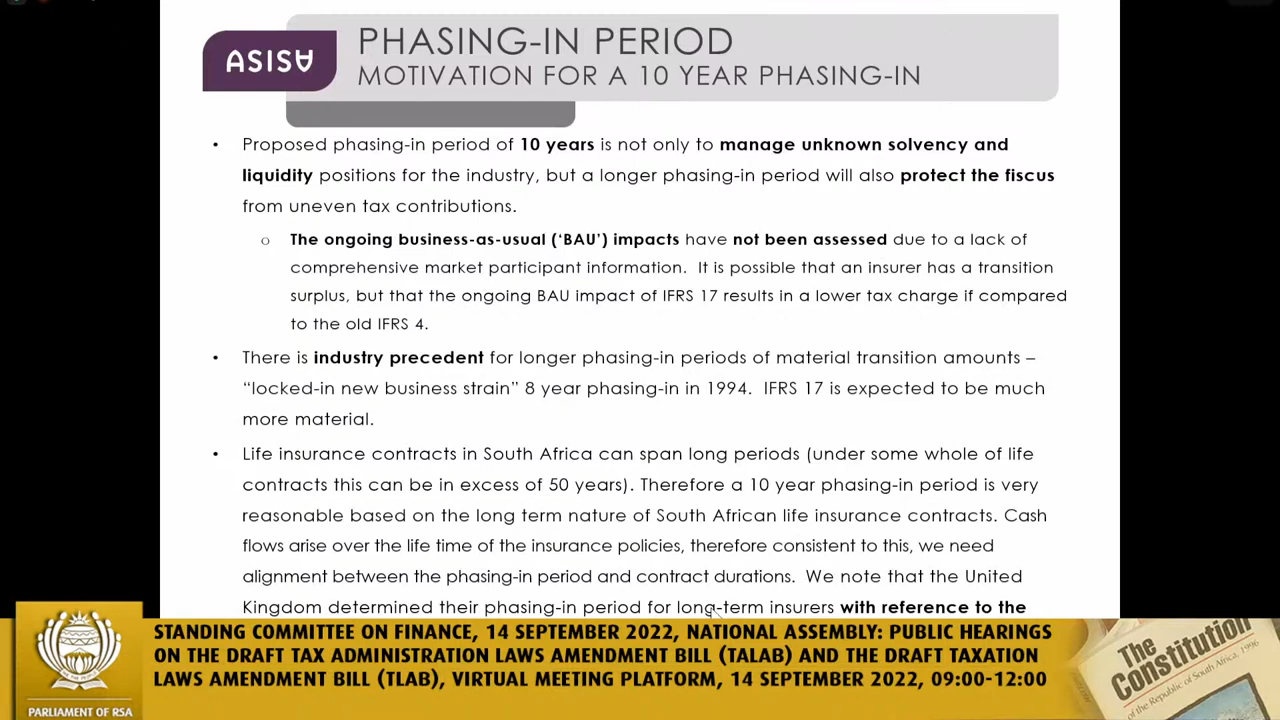 ASISA
PHASING-IN PERIOD
MOTIVATION FOR A 10 YEAR PHASING-IN
• Proposed phasing-in period of 10 years is not only to manage unknown solvency and
liquidity positions for the industry, but a longer phasing-in period will also protect the fiscus
from uneven tax contributions.
o The ongoing business-as-usual (‘BAU’) impacts have not been assessed due to a lack of
comprehensive market participant information. It is possible that an insurer has a transition
surplus, but that the ongoing BAU impact of IFRS 17 results in a lower tax charge if compared
to the old IFRS 4.
• There is industry precedent for longer phasing-in periods of material transition amounts –
“locked-in new business strain” 8 year phasing-in in 1994. IFRS 17 is expected to be much
more material.
• Life insurance contracts in South Africa can span long periods (under some whole of life
contracts this can be in excess of 50 years). Therefore a 10 year phasing-in period is very
reasonable based on the long term nature of South African life insurance contracts. Cash
flows arise over the life time of the insurance policies, therefore consistent to this, we need
alignment between the phasing-in period and contract durations. We note that the United
Kingdom determined their phasing-in period for long-term insurers with reference to the
STANDING COMMITTEE ON FINANCE, 14 SEPTEMBER 2022, NATIONAL ASSEMBLY: PUBLIC HEARINGS
ON THE DRAFT TAX ADMINISTRATION LAWS AMENDMENT BILL (TALAB) AND THE DRAFT TAXATION
LAWS AMENDMENT BILL (TLAB), VIRTUAL MEETING PLATFORM, 14 SEPTEMBER 2022, 09:00-12:00
PARLIAMENT OF RSA
The
Constitution
of the Republic of South Africa, 1996